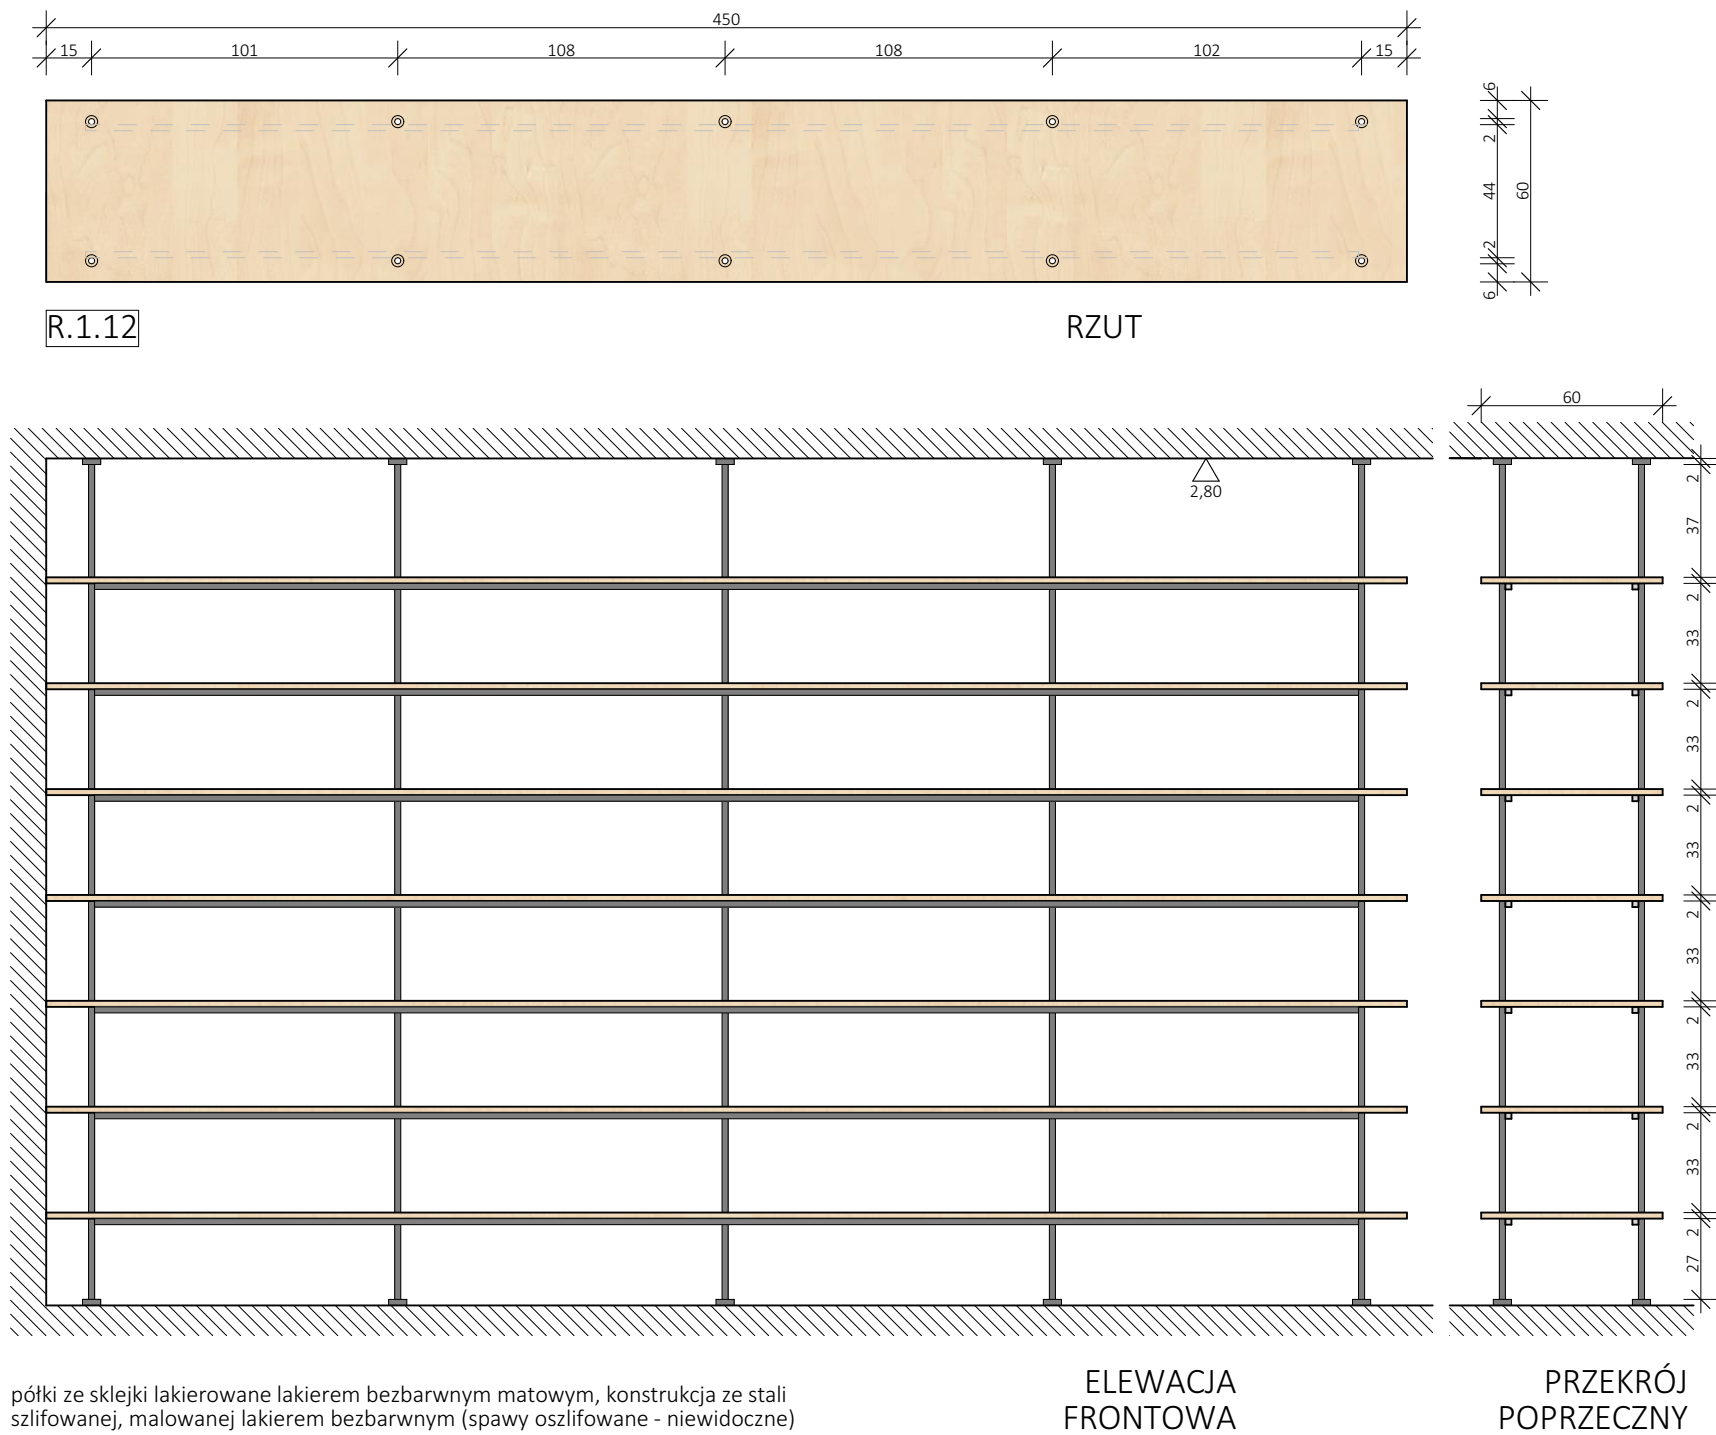 450
15 101 108 108 102 15
6
2
44
60
2
6
R.1.12
RZUT
60
2,80
2
37
2
33
2
33
2
33
2
33
2
33
2
33
2
27
półki ze sklejki lakierowane lakierem bezbarwnym matowym, konstrukcja ze stali
szlifowanej, malowanej lakierem bezbarwnym (spawy oszlifowane - niewidoczne)
ELEWACJA
FRONTOWA
PRZEKRÓJ
POPRZECZNY